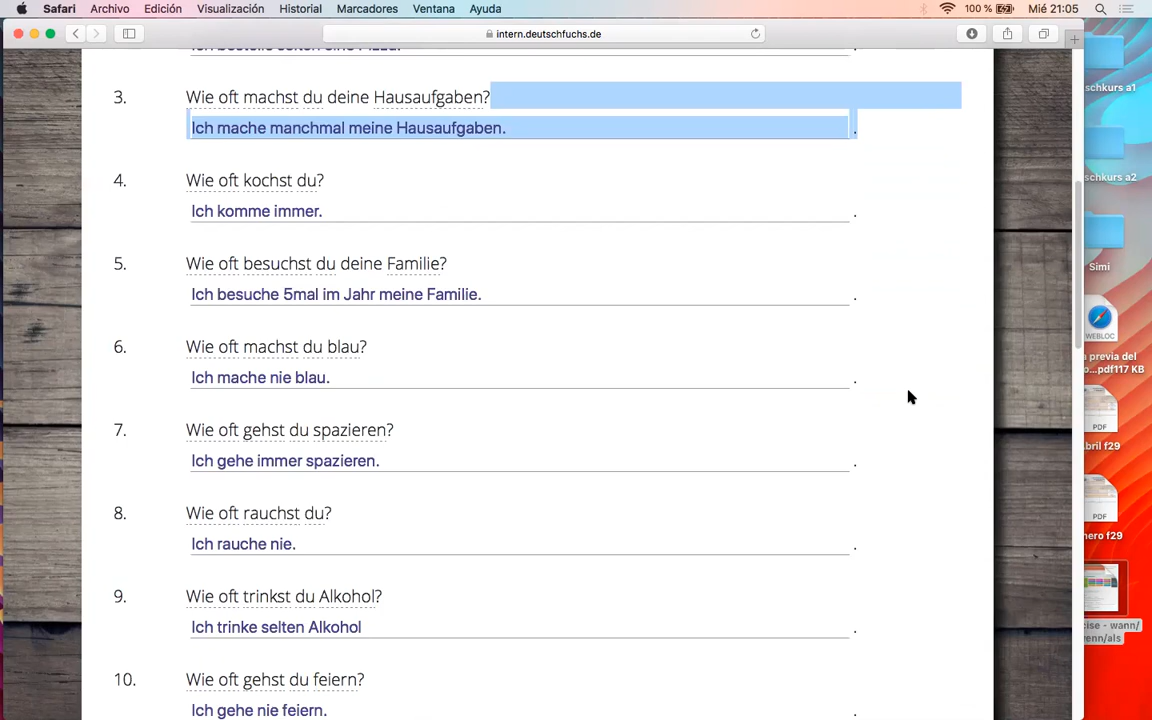 Safari Archivo Edición Visualización Historial Marcadores Ventana Ayuda 100 % Mié 21:05
intern.deutschfuchs.de
3. Wie oft machst du deine Hausaufgaben?
Ich mache manchmal meine Hausaufgaben. .
4. Wie oft kochst du?
Ich komme immer. .
5. Wie oft besuchst du deine Familie?
Ich besuche 5mal im Jahr meine Familie. .
6. Wie oft machst du blau?
Ich mache nie blau. .
7. Wie oft gehst du spazieren?
Ich gehe immer spazieren. .
8. Wie oft rauchst du?
Ich rauche nie. .
9. Wie oft trinkst du Alkohol?
Ich trinke selten Alkohol .
10. Wie oft gehst du feiern?
Ich gehe nie feiern. .
schkurs a1
schkurs a2
Simi
WEBLOC
previa del
o...pdf117 KB
PDF
bril f29
PDF
nero f29
cise - wann/
venn/als